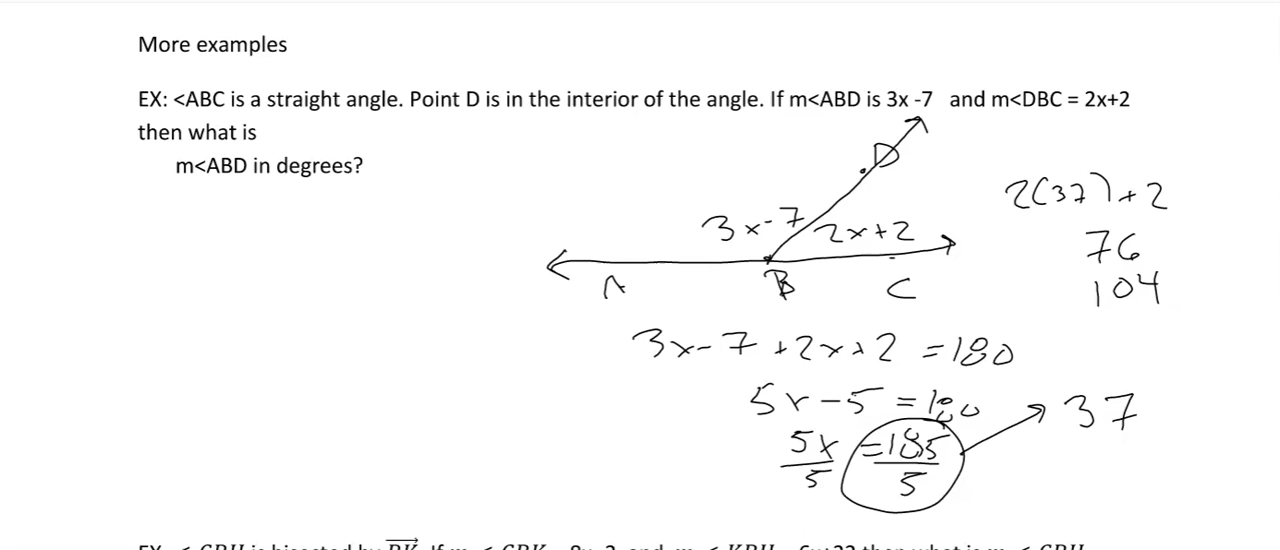 More examples
EX: <ABC is a straight angle. Point D is in the interior of the angle. If m<ABD is 3x -7 and m<DBC = 2x+2
then what is
m<ABD in degrees?
D
2(37)+2
3x-7
2x+2
76
A
B
C
104
3x-7+2x+2 =180
5x-5=180
37
5x =185
5 5